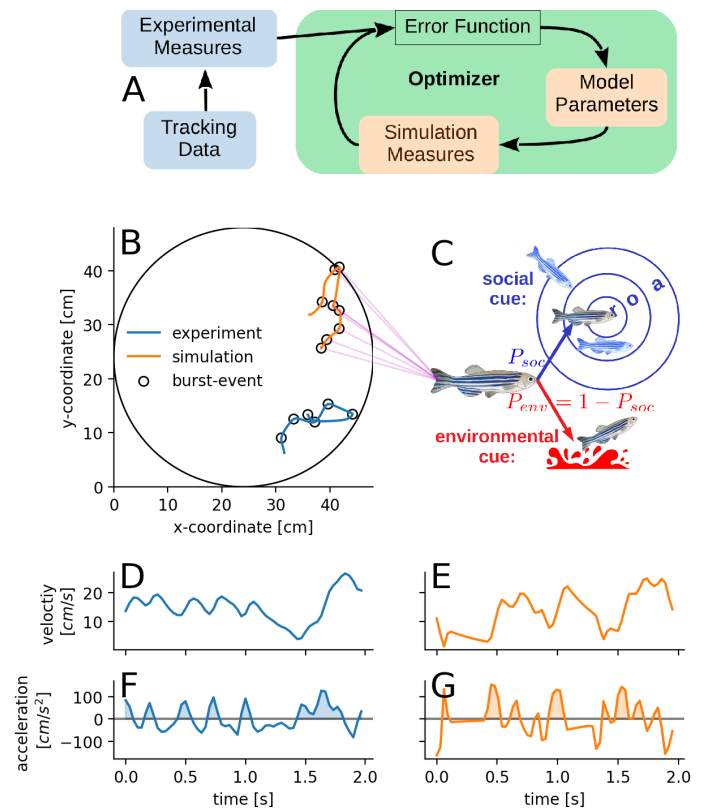 Experimental
Measures
Error Function
A
Optimizer
Model
Parameters
Tracking
Data
Simulation
Measures
B
y-coordinate [cm]
40
30
20
10
0
experiment
simulation
burst-event
0 10 20 30 40
x-coordinate [cm]
C
social
cue:
r o a
P_soc
P_env = 1 − P_soc
environmental
cue:
D
veloctiy
[cm/s]
20
10
E
F
acceleration
[cm/s²]
100
0
−100
0.0 0.5 1.0 1.5 2.0
time [s]
G
0.0 0.5 1.0 1.5 2.0
time [s]